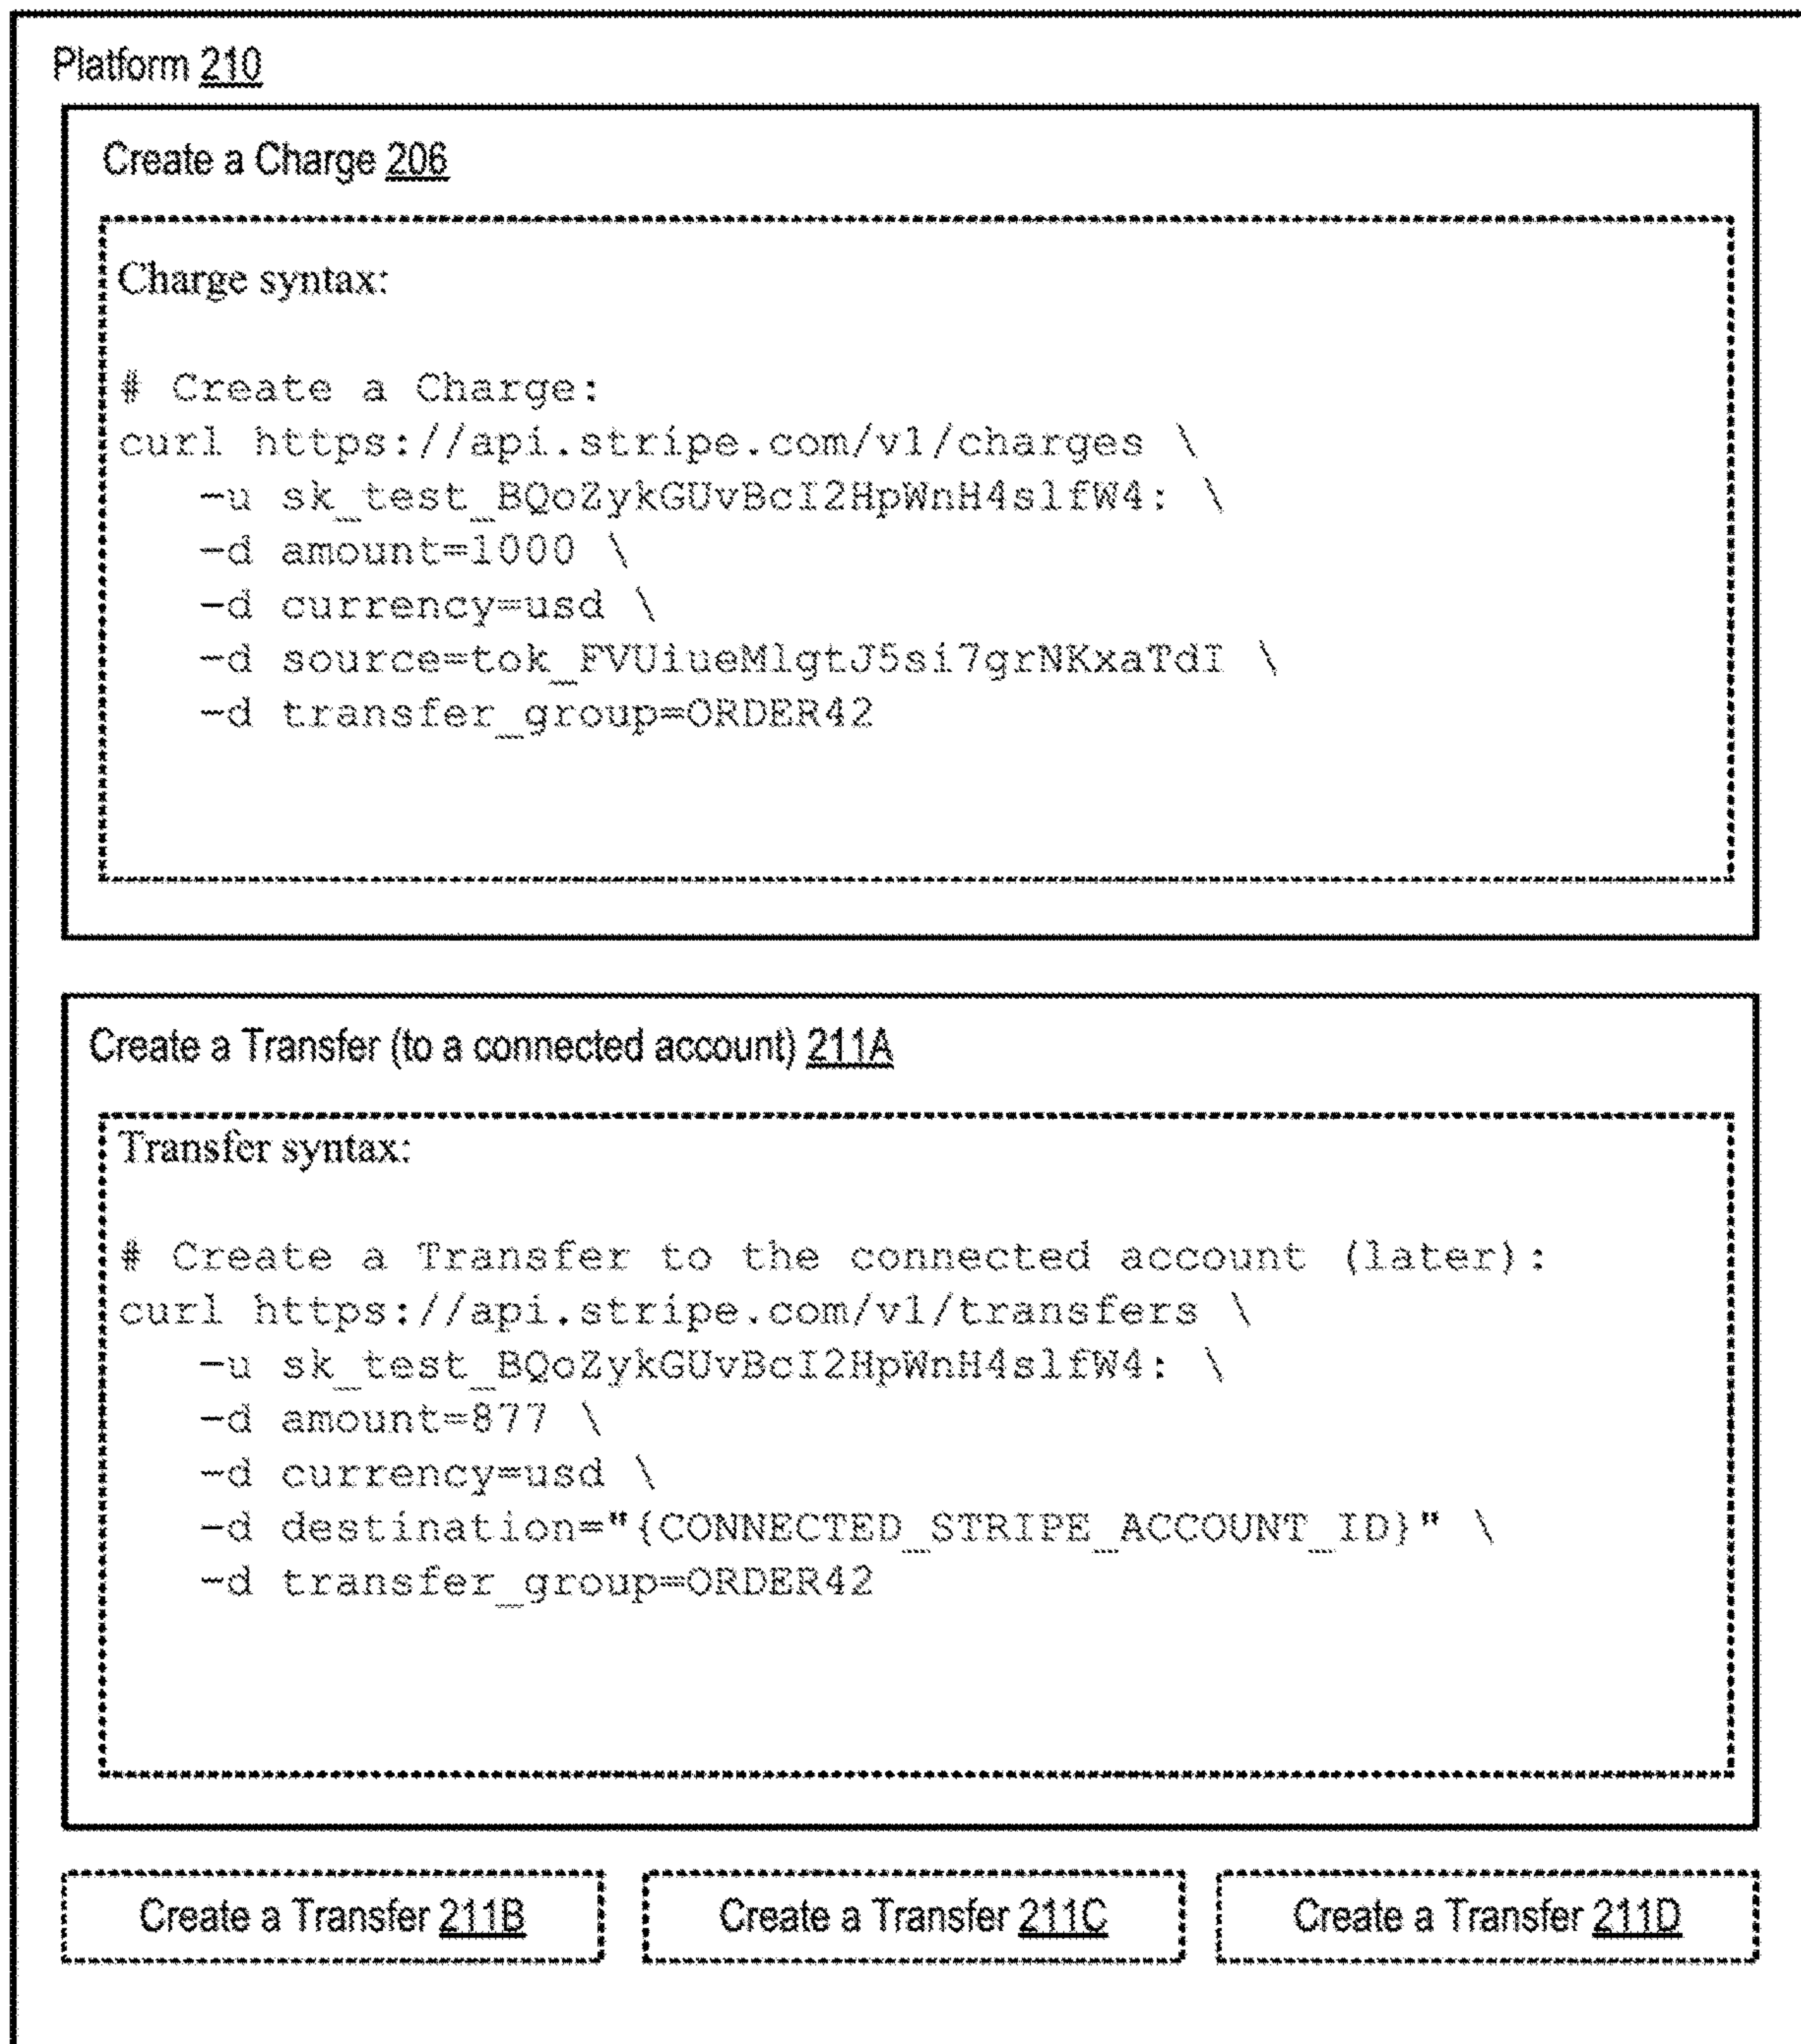 Platform 210
Create a Charge 206
Charge syntax:
# Create a Charge:
curl https://api.stripe.com/v1/charges \
-u sk_test_BQoZykGUvBcI2HpWnH4slfW4: \
-d amount=1000 \
-d currency=usd \
-d source=tok_FVUiueMlgtJ5si7grNKxaTdI \
-d transfer_group=ORDER42
Create a Transfer (to a connected account) 211A
Transfer syntax:
# Create a Transfer to the connected account (later):
curl https://api.stripe.com/v1/transfers \
-u sk_test_BQoZykGUvBcI2HpWnH4slfW4: \
-d amount=877 \
-d currency=usd \
-d destination="{CONNECTED_STRIPE_ACCOUNT_ID}" \
-d transfer_group=ORDER42
Create a Transfer 211B
Create a Transfer 211C
Create a Transfer 211D